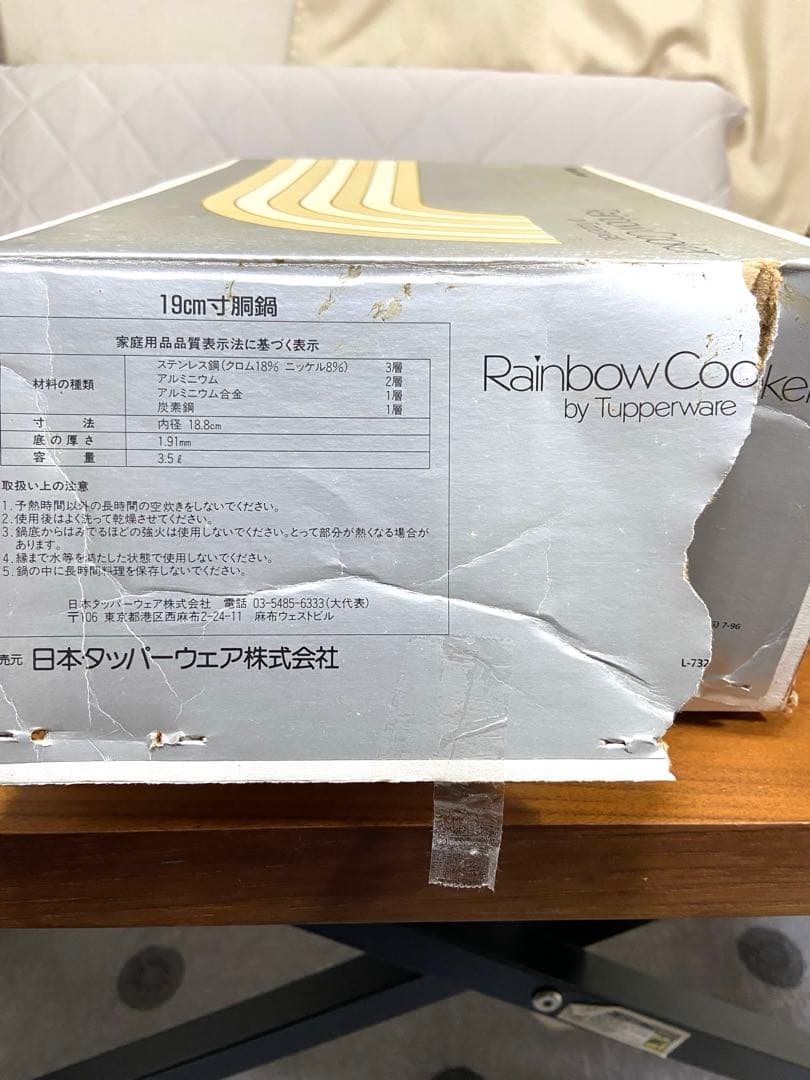 Rainbow Cooker
by Tupperware
19cm寸胴鍋
家庭用品品質表示法に基づく表示
材料の種類 ステンレス鋼(クロム18% ニッケル8%) 3層
アルミニウム 2層
アルミニウム合金 1層
炭素鋼 1層
寸法 内径 18.8cm
底の厚さ 1.91mm
容量 3.5ℓ
取扱い上の注意
1.予熱時間以外の長時間の空炊きをしないでください。
2.使用後はよく洗って乾燥させてください。
3.鍋底からはみでるほどの強火は使用しないでください。とって部分が熱くなる場合が
あります。
4.縁まで水等を満たした状態で使用しないでください。
5.鍋の中に長時間料理を保存しないでください。
日本タッパーウェア株式会社 電話 03-5485-6333(大代表)
〒106 東京都港区西麻布2-24-11 麻布ウェストビル
売元 日本タッパーウェア株式会社
Rainbow Cooker
by Tupperware
7-96
L-732